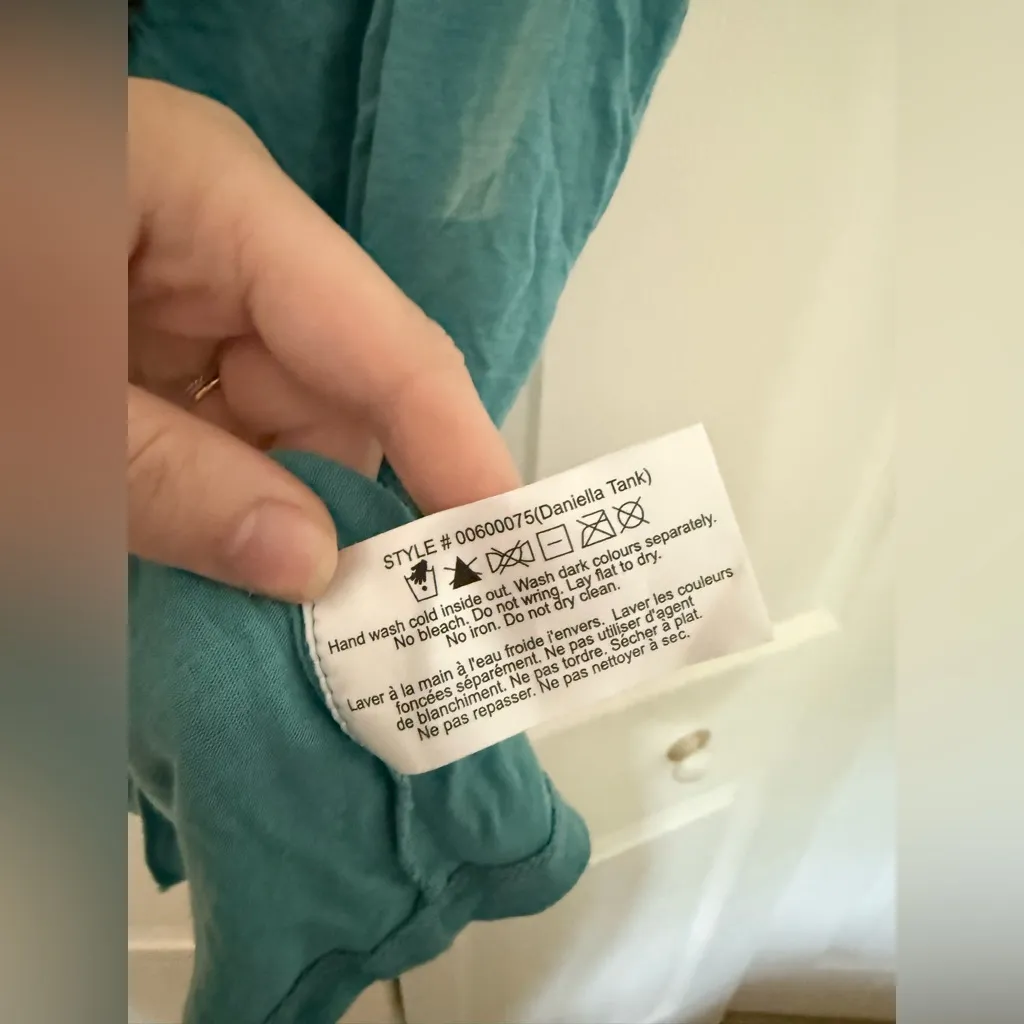 STYLE # 00600075(Daniella Tank)
Hand wash cold inside out. Wash dark colours separately.
No bleach. Do not wring. Lay flat to dry.
No iron. Do not dry clean.
Laver à la main à l'eau froide l'envers. Laver les couleurs
foncées séparément. Ne pas utiliser d'agent
de blanchiment. Ne pas tordre. Sécher à plat.
Ne pas repasser. Ne pas nettoyer à sec.